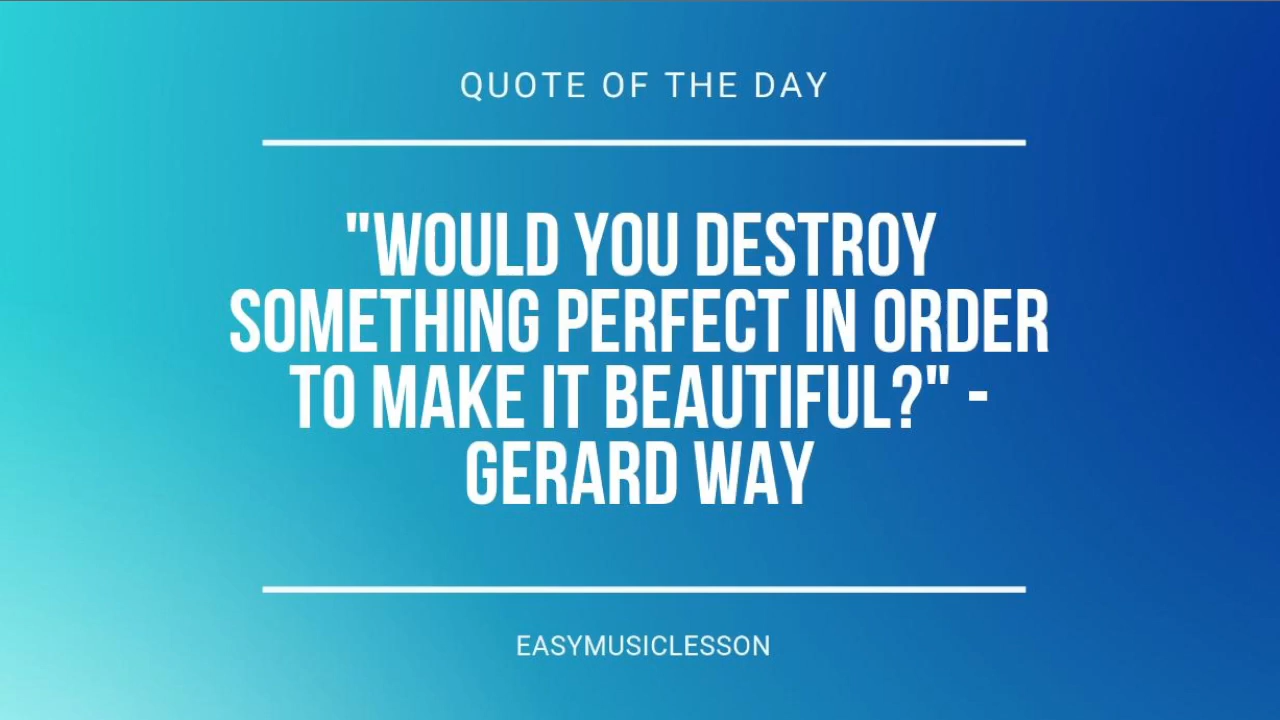 QUOTE OF THE DAY
"WOULD YOU DESTROY
SOMETHING PERFECT IN ORDER
TO MAKE IT BEAUTIFUL?" -
GERARD WAY
EASYMUSICLESSON